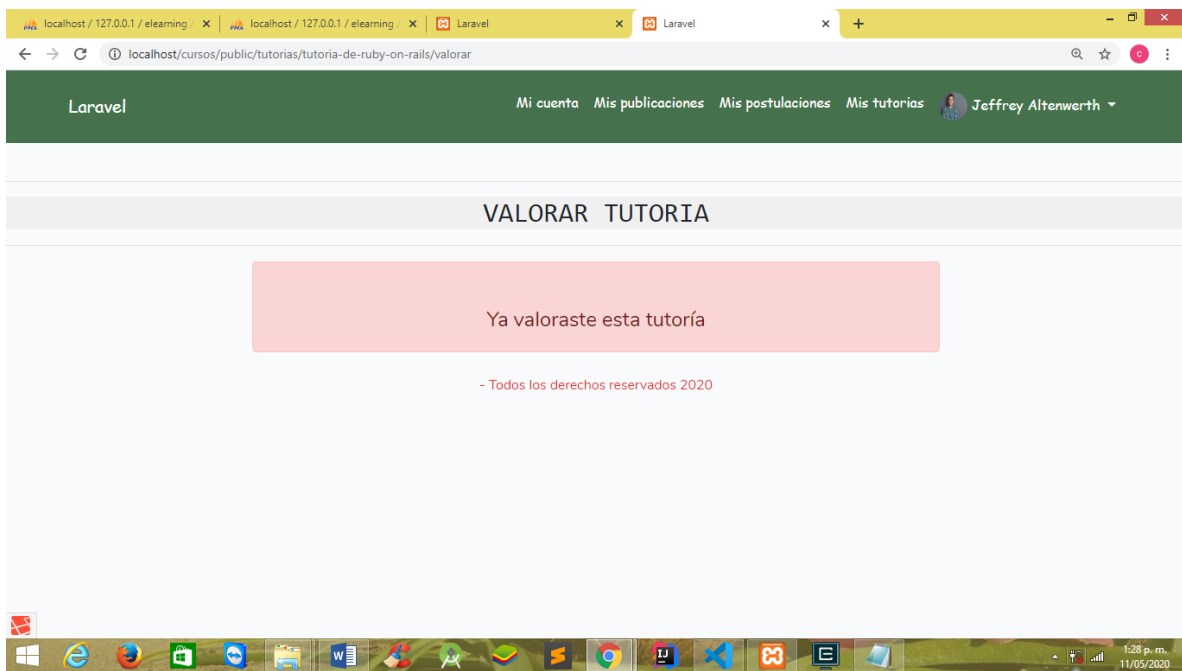 localhost / 127.0.0.1 / elearning /
localhost / 127.0.0.1 / elearning /
Laravel
Laravel
localhost/cursos/public/tutorias/tutoria-de-ruby-on-rails/valorar
c
Laravel
Mi cuenta Mis publicaciones Mis postulaciones Mis tutorias Jeffrey Altenwerth
VALORAR TUTORIA
Ya valoraste esta tutoría
- Todos los derechos reservados 2020
1:28 p. m.
11/05/2020